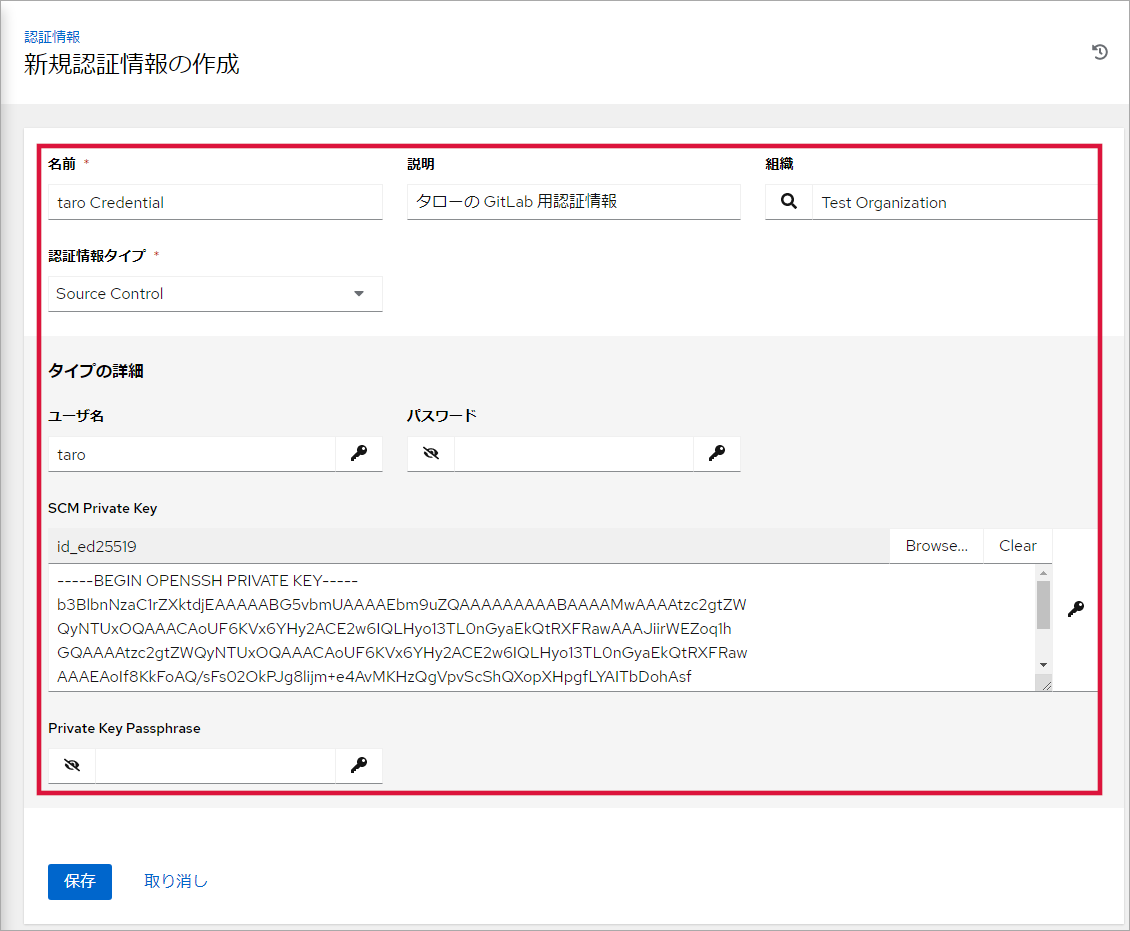 認証情報
新規認証情報の作成
名前 *
説明
組織
taro Credential
タローの GitLab 用認証情報
Test Organization
認証情報タイプ *
Source Control
タイプの詳細
ユーザ名
パスワード
taro
SCM Private Key
id_ed25519
Browse...
Clear
-----BEGIN OPENSSH PRIVATE KEY-----
b3BlbnNzaC1rZXktdjEAAAAABG5vbmUAAAAEbm9uZQAAAAAAAAABAAAAMwAAAAtzc2gtZW
QyNTUxOQAAACAoUF6KVx6YHy2ACE2w6IQLHyo13TL0nGyaEkQtRXFRawAAAJiirWEZoq1h
GQAAAAtzc2gtZWQyNTUxOQAAACAoUF6KVx6YHy2ACE2w6IQLHyo13TL0nGyaEkQtRXFRaw
AAAEAoIf8KkFoAQ/sFs02OkPJg8lijm+e4AvMKHzQgVpvScShQXopXHpgfLYAITbDohAsf
Private Key Passphrase
保存
取り消し